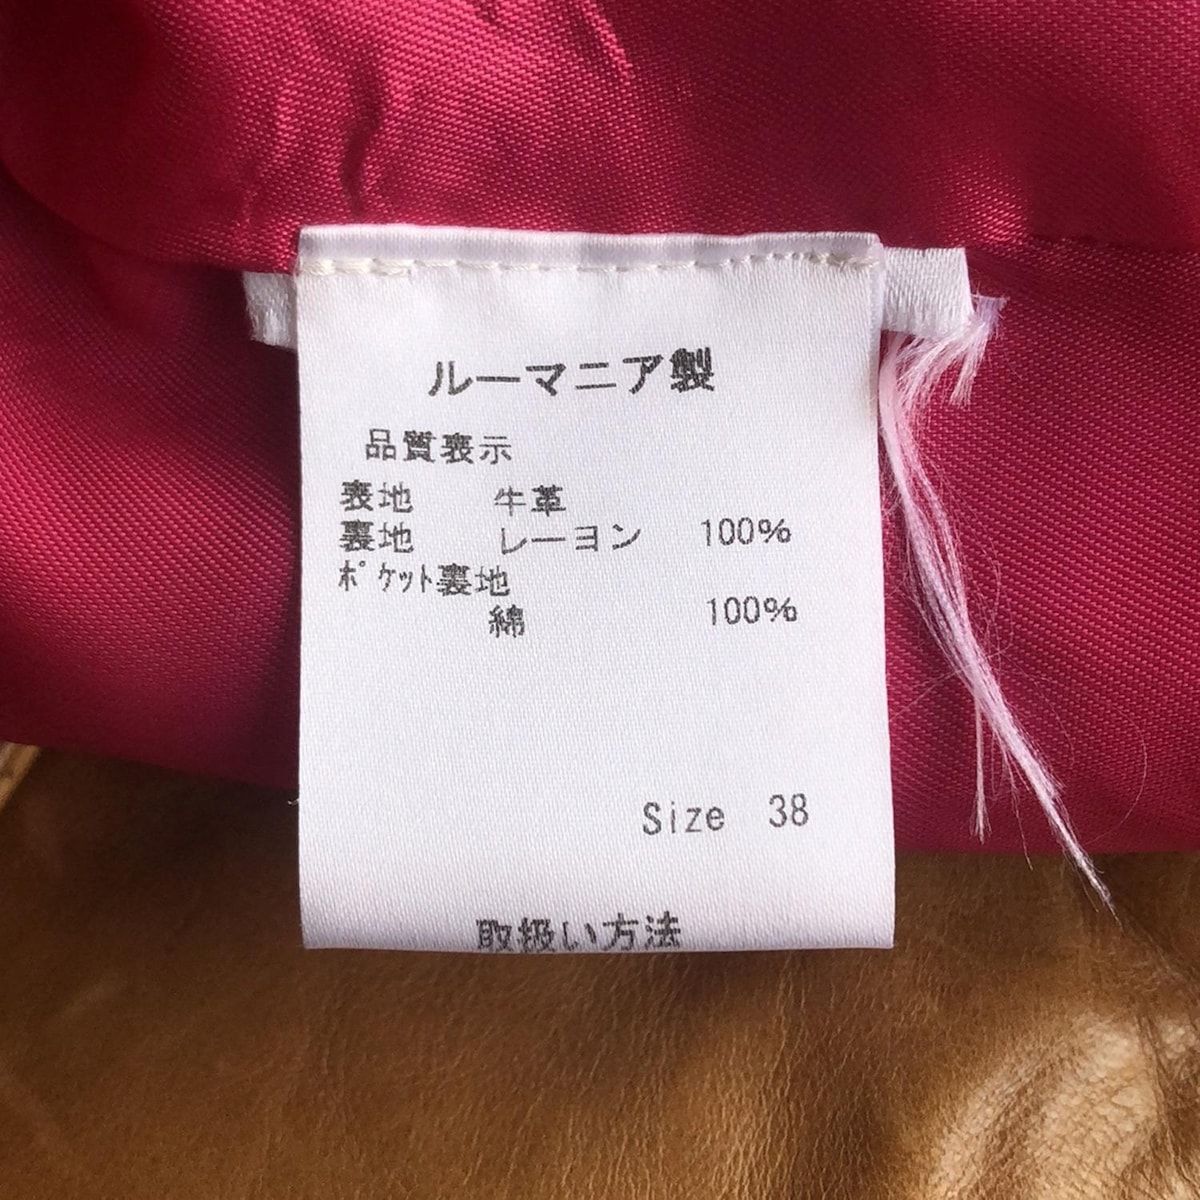 ルーマニア製
品質表示
表地 牛革
裏地 レーヨン 100%
ﾎﾟｹｯﾄ裏地
綿 100%
Size 38
取扱い方法